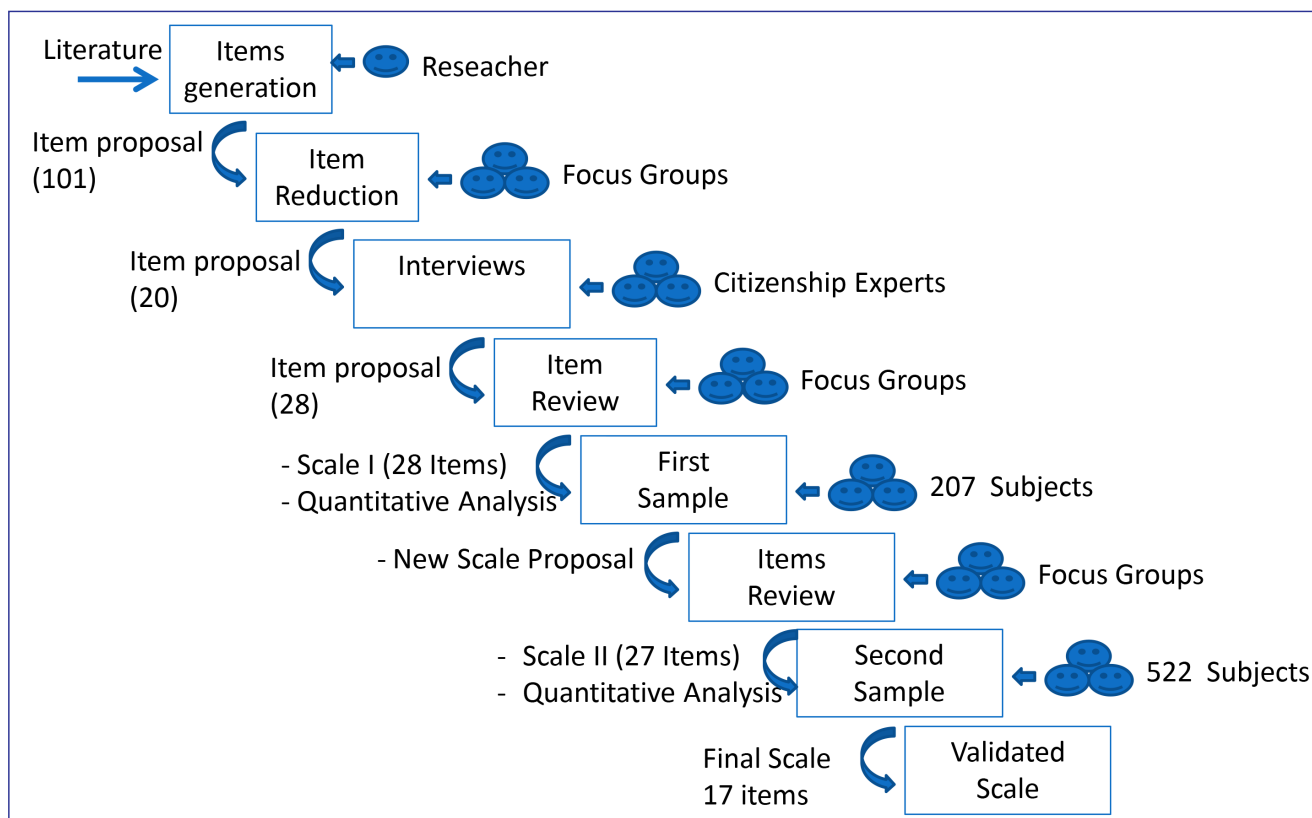 Literature
Items
generation
Reseacher
Item proposal
(101)
Item
Reduction
Focus Groups
Item proposal
(20)
Interviews
Citizenship Experts
Item proposal
(28)
Item
Review
Focus Groups
- Scale I (28 Items)
- Quantitative Analysis
First
Sample
207 Subjects
- New Scale Proposal
Items
Review
Focus Groups
- Scale II (27 Items)
- Quantitative Analysis
Second
Sample
522 Subjects
Final Scale
17 items
Validated
Scale